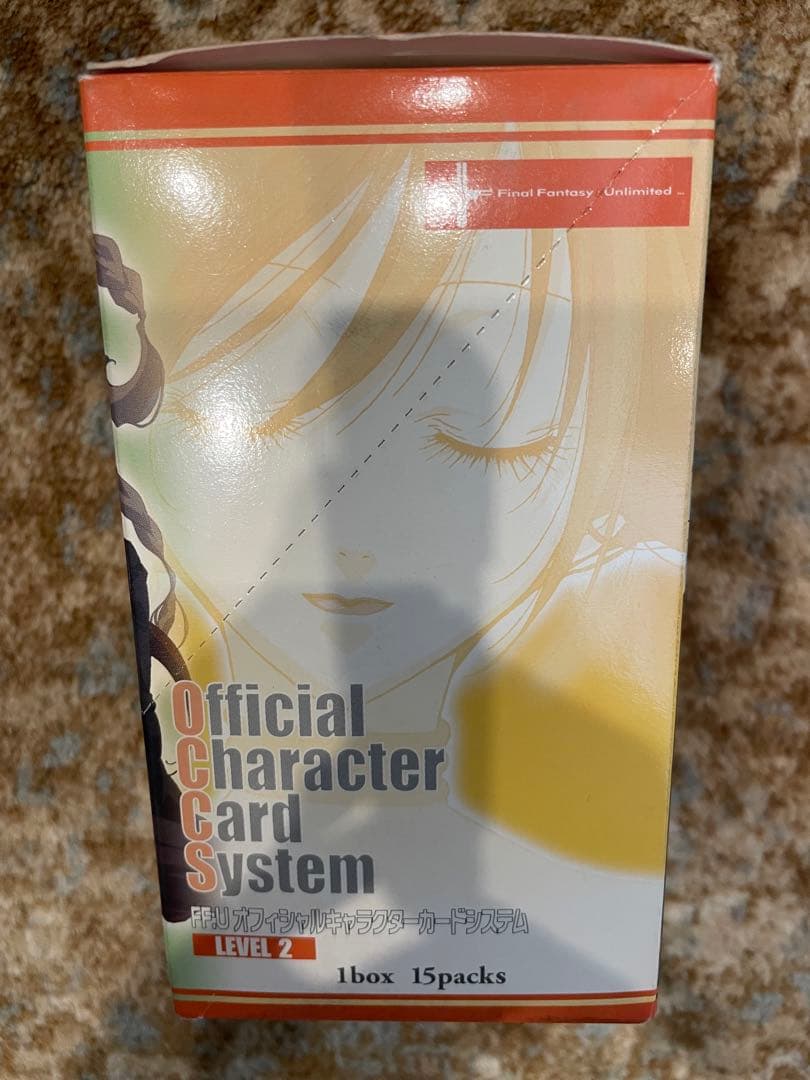 Final Fantasy : Unlimited ...
Official
Character
Card
System
FF:U オフィシャルキャラクターカードシステム
LEVEL 2
1box 15packs